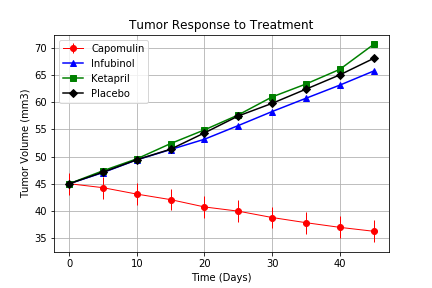 Tumor Response to Treatment
Capomulin
Infubinol
Ketapril
Placebo
Tumor Volume (mm3)
70
65
60
55
50
45
40
35
0 10 20 30 40
Time (Days)